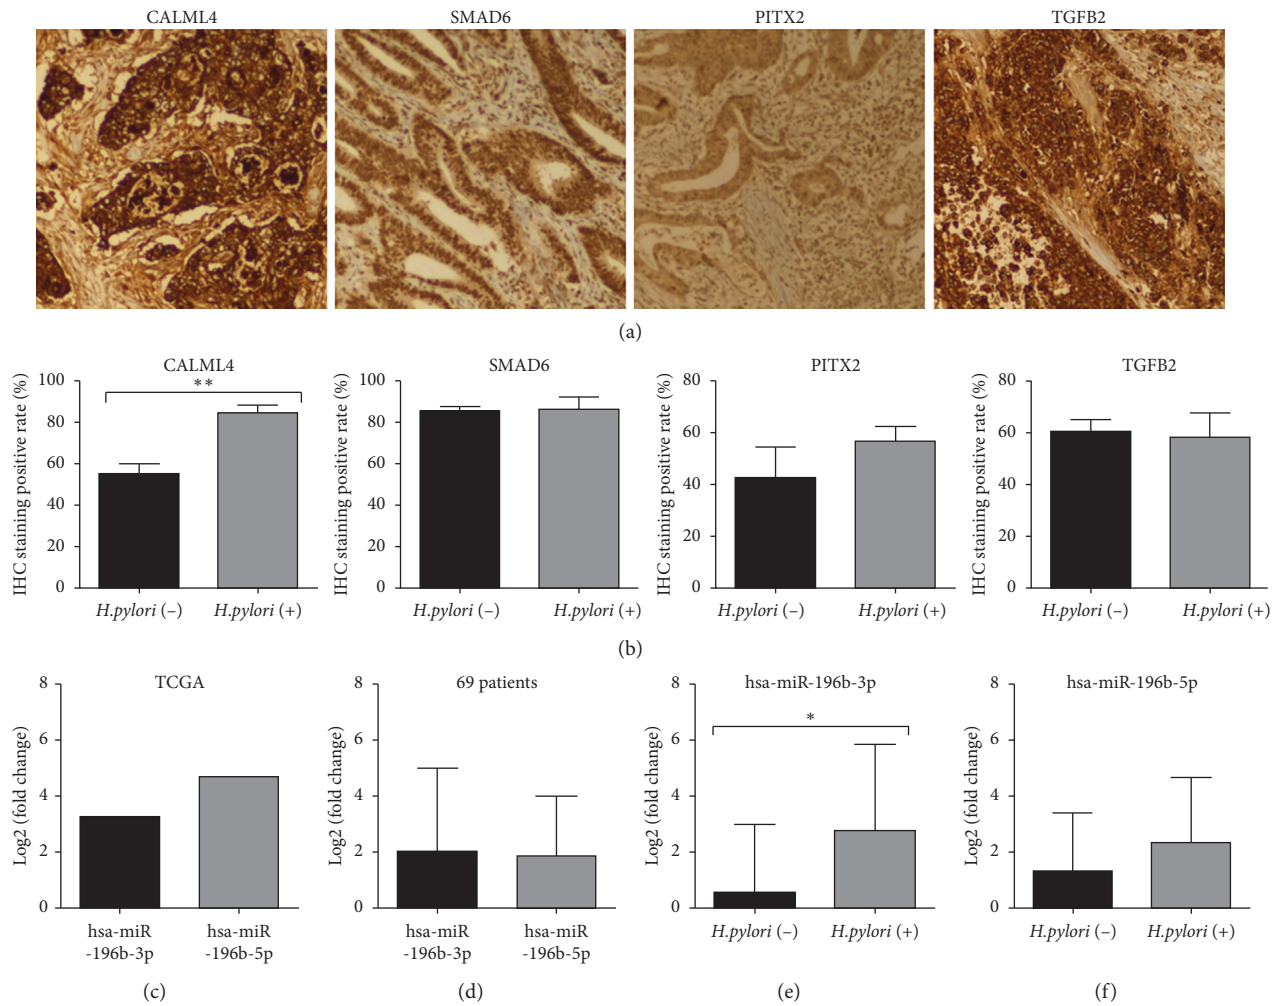 CALML4 SMAD6 PITX2 TGFB2
(a)
CALML4
IHC staining positive rate (%)
100
80
60
40
20
0
**
H.pylori (–) H.pylori (+)
SMAD6
IHC staining positive rate (%)
100
80
60
40
20
0
H.pylori (–) H.pylori (+)
PITX2
IHC staining positive rate (%)
80
60
40
20
0
H.pylori (–) H.pylori (+)
TGFB2
IHC staining positive rate (%)
80
60
40
20
0
H.pylori (–) H.pylori (+)
(b)
TCGA
Log2 (fold change)
8
6
4
2
0
hsa-miR hsa-miR
-196b-3p -196b-5p
(c)
69 patients
Log2 (fold change)
8
6
4
2
0
hsa-miR hsa-miR
-196b-3p -196b-5p
(d)
hsa-miR-196b-3p
Log2 (fold change)
8
6
4
2
0
*
H.pylori (–) H.pylori (+)
(e)
hsa-miR-196b-5p
Log2 (fold change)
8
6
4
2
0
H.pylori (–) H.pylori (+)
(f)